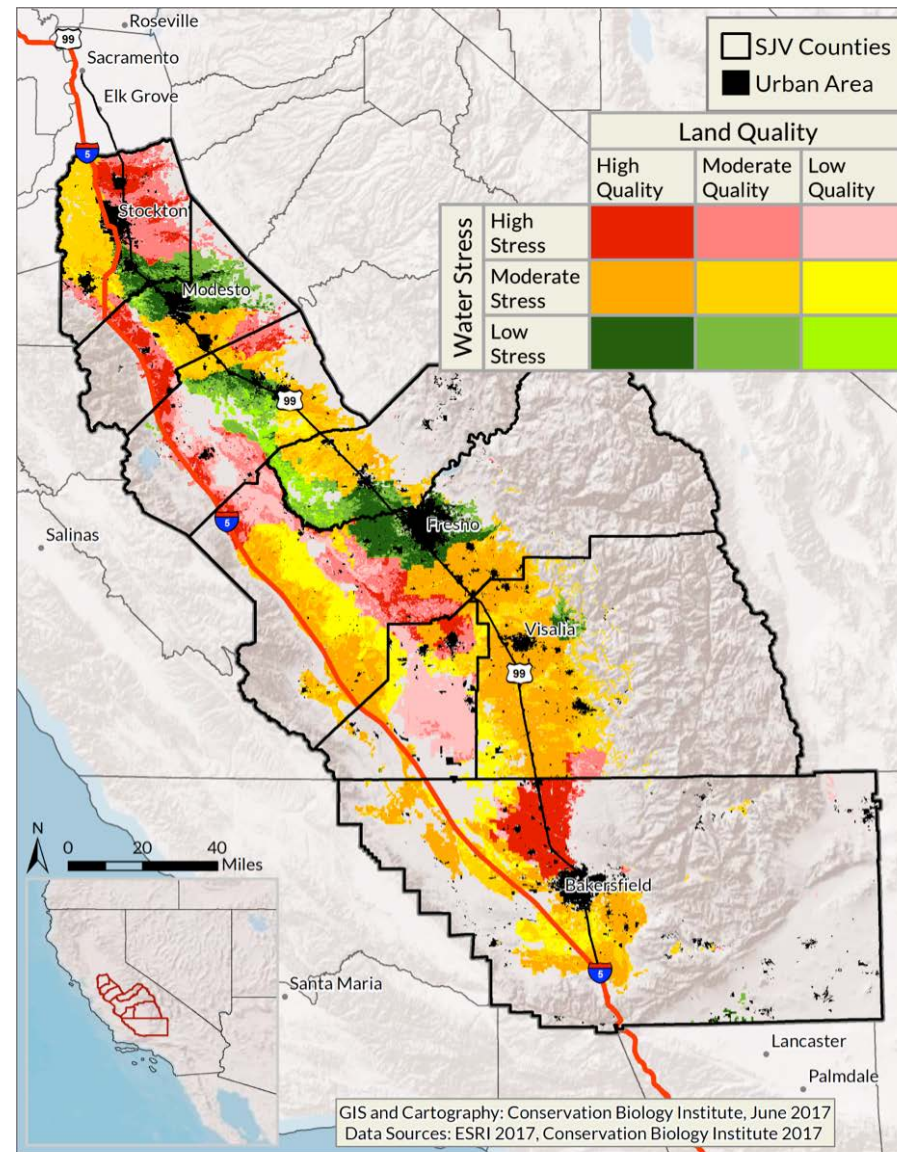 Roseville
99
Sacramento
Elk Grove
5
Stockton
Modesto
99
Fresno
5
Salinas
Visalia
99
Bakersfield
5
Santa Maria
Lancaster
Palmdale
SJV Counties
Urban Area
Land Quality
High Quality
Moderate Quality
Low Quality
Water Stress
High Stress
Moderate Stress
Low Stress
N
0 20 40
Miles
GIS and Cartography: Conservation Biology Institute, June 2017
Data Sources: ESRI 2017, Conservation Biology Institute 2017